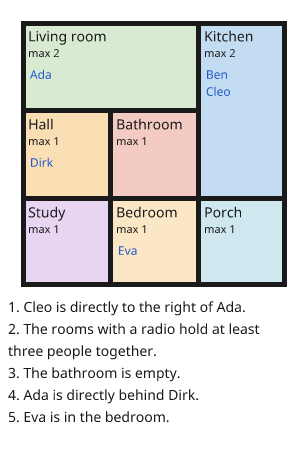 Living room
max 2
Ada
Kitchen
max 2
Ben
Cleo
Hall
max 1
Dirk
Bathroom
max 1
Study
max 1
Bedroom
max 1
Eva
Porch
max 1
1. Cleo is directly to the right of Ada.
2. The rooms with a radio hold at least
three people together.
3. The bathroom is empty.
4. Ada is directly behind Dirk.
5. Eva is in the bedroom.